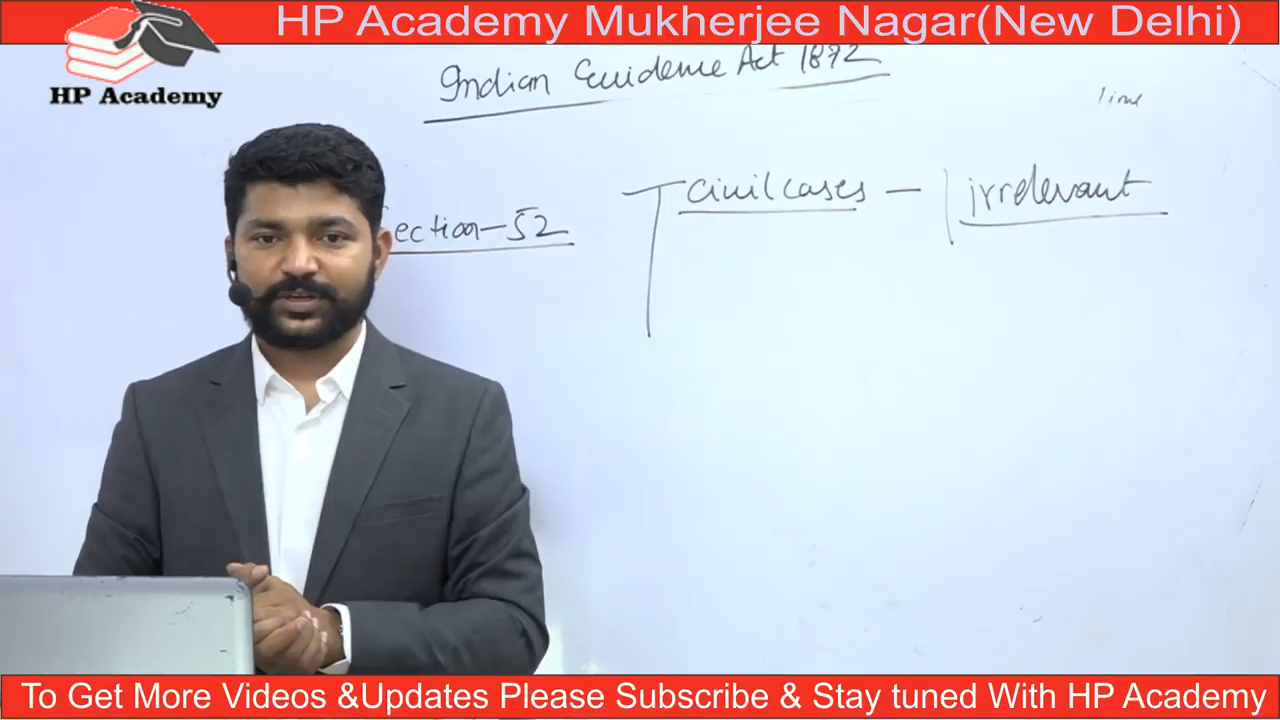 HP Academy Mukherjee Nagar(New Delhi)
HP Academy
Indian Evidence Act 1872
ection-52
civil cases - irrelevant
To Get More Videos &Updates Please Subscribe & Stay tuned With HP Academy